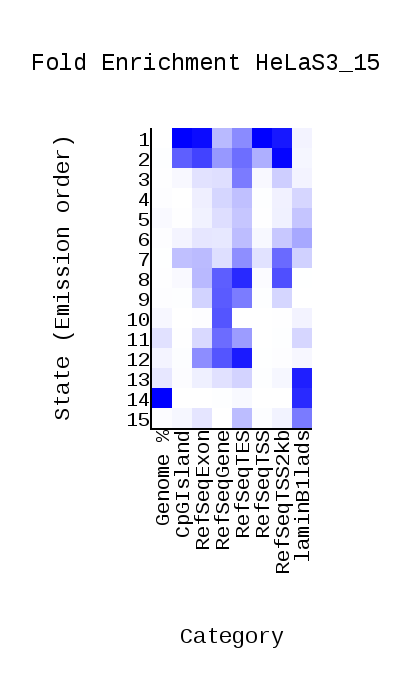 Fold Enrichment HeLaS3_15
State (Emission order)
1
2
3
4
5
6
7
8
9
10
11
12
13
14
15
Genome %
CpGIsland
RefSeqExon
RefSeqGene
RefSeqTES
RefSeqTSS
RefSeqTSS2kb
laminB1lads
Category